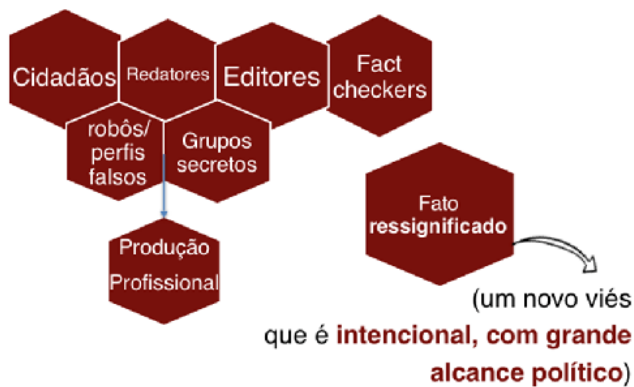 Cidadãos
Redatores
Editores
Fact
checkers
robôs/
perfis
falsos
Grupos
secretos
Produção
Profissional
Fato
ressignificado
(um novo viés
que é intencional, com grande
alcance político)